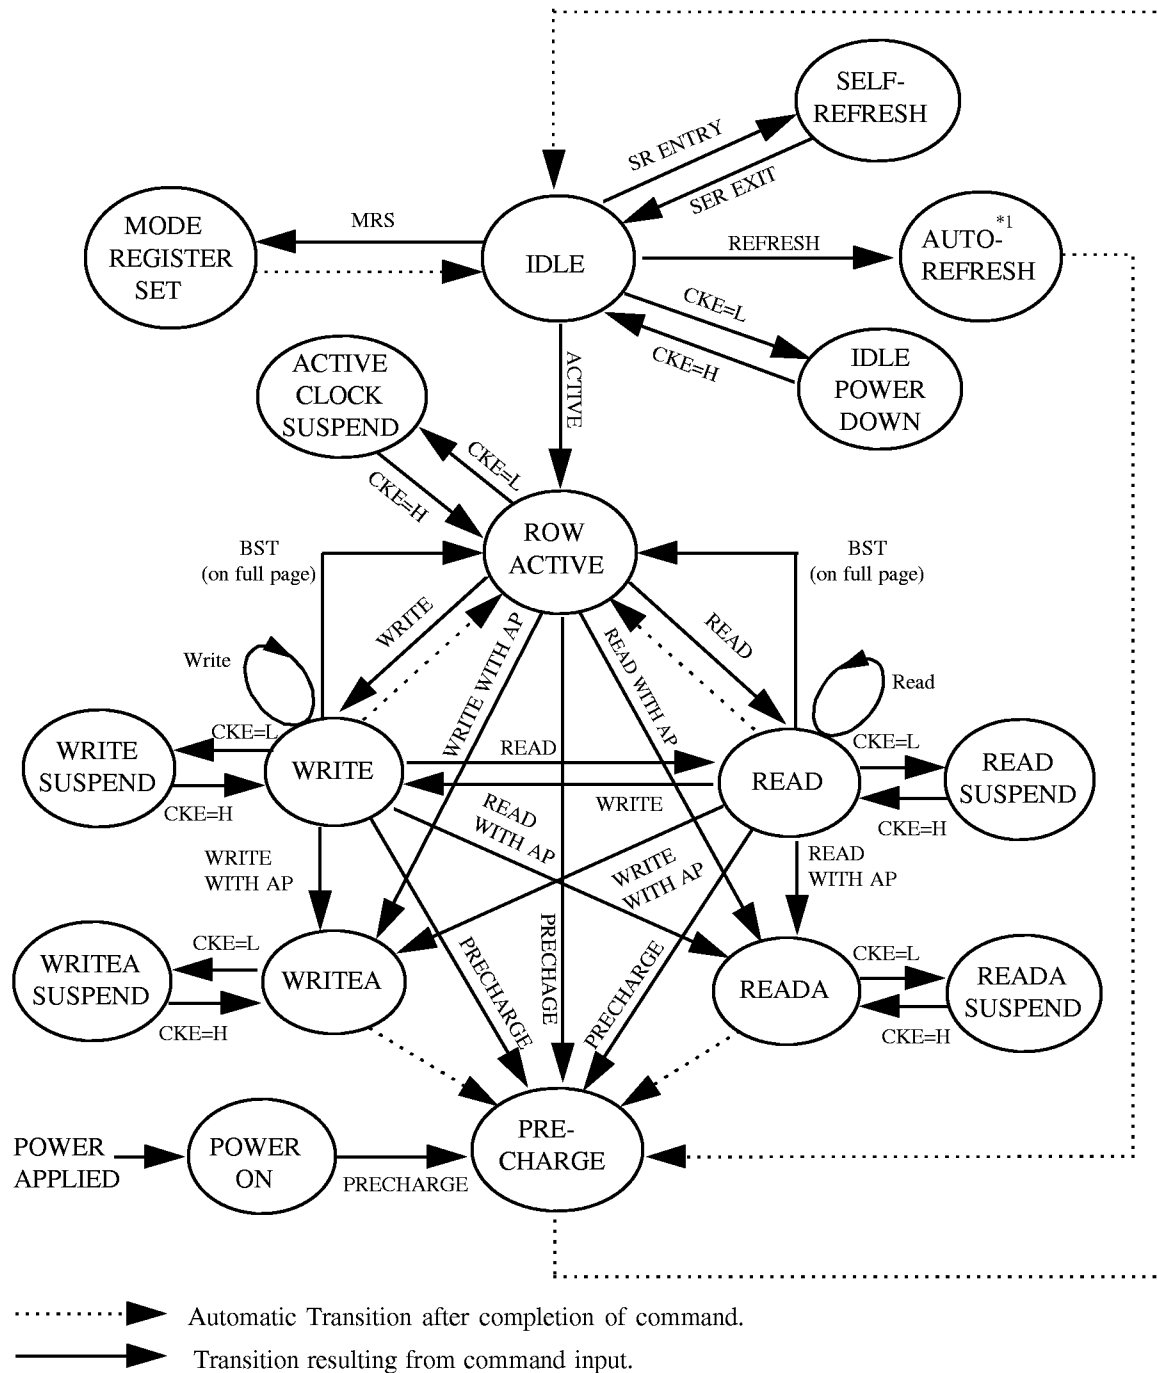 SELF-
REFRESH
SR ENTRY
SER EXIT
MODE
REGISTER
SET
MRS
IDLE
REFRESH
*1
AUTO-
REFRESH
CKE=L
CKE=H
IDLE
POWER
DOWN
ACTIVE
ACTIVE
CLOCK
SUSPEND
CKE=L
CKE=H
ROW
ACTIVE
BST
(on full page)
BST
(on full page)
WRITE
WRITE WITH AP
READ WITH AP
READ
Write
Read
WRITE
SUSPEND
CKE=L
CKE=H
WRITE
READ
WRITE
READ
CKE=L
CKE=H
READ
SUSPEND
READ
WITH AP
WRITE
WITH AP
WRITE
WITH AP
READ
WITH AP
WRITEA
SUSPEND
CKE=L
CKE=H
WRITEA
PRECHARGE
PRECHAGE
PRECHARGE
READA
CKE=L
CKE=H
READA
SUSPEND
POWER
APPLIED
POWER
ON
PRECHARGE
PRE-
CHARGE
Automatic Transition after completion of command.
Transition resulting from command input.